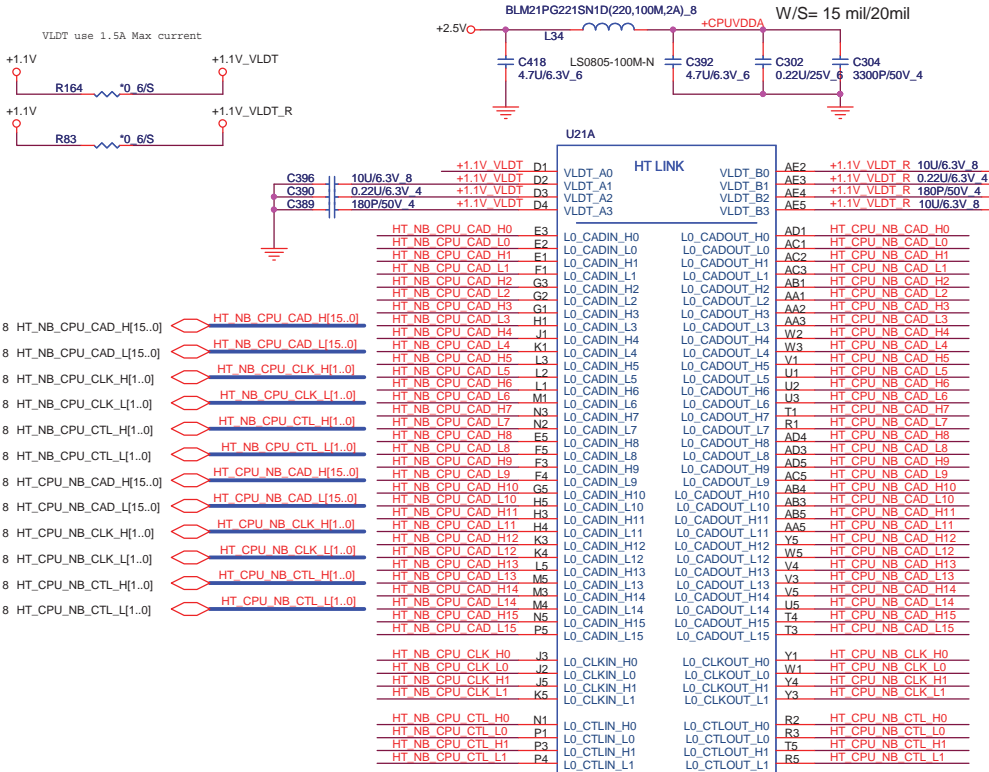 BLM21PG221SN1D(220,100M,2A)_8
W/S= 15 mil/20mil
+2.5V
L34
+CPUVDDA
VLDT use 1.5A Max current
C418
4.7U/6.3V_6
LS0805-100M-N
C392
4.7U/6.3V_6
C302
0.22U/25V_6
C304
3300P/50V_4
+1.1V
+1.1V_VLDT
R164
*0_6/S
+1.1V
+1.1V_VLDT_R
R83
*0_6/S
U21A
HT LINK
C396 10U/6.3V_8 +1.1V_VLDT D1 VLDT_A0 VLDT_B0 AE2 +1.1V_VLDT_R 10U/6.3V_8
C390 0.22U/6.3V_4 +1.1V_VLDT D2 VLDT_A1 VLDT_B1 AE3 +1.1V_VLDT_R 0.22U/6.3V_4
C389 180P/50V_4 +1.1V_VLDT D3 VLDT_A2 VLDT_B2 AE4 +1.1V_VLDT_R 180P/50V_4
+1.1V_VLDT D4 VLDT_A3 VLDT_B3 AE5 +1.1V_VLDT_R 10U/6.3V_8
HT_NB_CPU_CAD_H0 E3 L0_CADIN_H0 L0_CADOUT_H0 AD1 HT_CPU_NB_CAD_H0
HT_NB_CPU_CAD_L0 E2 L0_CADIN_L0 L0_CADOUT_L0 AC1 HT_CPU_NB_CAD_L0
HT_NB_CPU_CAD_H1 E1 L0_CADIN_H1 L0_CADOUT_H1 AC2 HT_CPU_NB_CAD_H1
HT_NB_CPU_CAD_L1 F1 L0_CADIN_L1 L0_CADOUT_L1 AC3 HT_CPU_NB_CAD_L1
HT_NB_CPU_CAD_H2 G3 L0_CADIN_H2 L0_CADOUT_H2 AB1 HT_CPU_NB_CAD_H2
HT_NB_CPU_CAD_L2 G2 L0_CADIN_L2 L0_CADOUT_L2 AA1 HT_CPU_NB_CAD_L2
HT_NB_CPU_CAD_H3 G1 L0_CADIN_H3 L0_CADOUT_H3 AA2 HT_CPU_NB_CAD_H3
HT_NB_CPU_CAD_L3 H1 L0_CADIN_L3 L0_CADOUT_L3 AA3 HT_CPU_NB_CAD_L3
HT_NB_CPU_CAD_H4 J1 L0_CADIN_H4 L0_CADOUT_H4 W2 HT_CPU_NB_CAD_H4
HT_NB_CPU_CAD_L4 K1 L0_CADIN_L4 L0_CADOUT_L4 W3 HT_CPU_NB_CAD_L4
HT_NB_CPU_CAD_H5 L3 L0_CADIN_H5 L0_CADOUT_H5 V1 HT_CPU_NB_CAD_H5
HT_NB_CPU_CAD_L5 L2 L0_CADIN_L5 L0_CADOUT_L5 U1 HT_CPU_NB_CAD_L5
HT_NB_CPU_CAD_H6 L1 L0_CADIN_H6 L0_CADOUT_H6 U2 HT_CPU_NB_CAD_H6
HT_NB_CPU_CAD_L6 M1 L0_CADIN_L6 L0_CADOUT_L6 U3 HT_CPU_NB_CAD_L6
HT_NB_CPU_CAD_H7 N3 L0_CADIN_H7 L0_CADOUT_H7 T1 HT_CPU_NB_CAD_H7
HT_NB_CPU_CAD_L7 N2 L0_CADIN_L7 L0_CADOUT_L7 R1 HT_CPU_NB_CAD_L7
HT_NB_CPU_CAD_H8 E5 L0_CADIN_H8 L0_CADOUT_H8 AD4 HT_CPU_NB_CAD_H8
HT_NB_CPU_CAD_L8 F5 L0_CADIN_L8 L0_CADOUT_L8 AD3 HT_CPU_NB_CAD_L8
HT_NB_CPU_CAD_H9 F3 L0_CADIN_H9 L0_CADOUT_H9 AD5 HT_CPU_NB_CAD_H9
HT_NB_CPU_CAD_L9 F4 L0_CADIN_L9 L0_CADOUT_L9 AC5 HT_CPU_NB_CAD_L9
HT_NB_CPU_CAD_H10 G5 L0_CADIN_H10 L0_CADOUT_H10 AB4 HT_CPU_NB_CAD_H10
HT_NB_CPU_CAD_L10 H5 L0_CADIN_L10 L0_CADOUT_L10 AB3 HT_CPU_NB_CAD_L10
HT_NB_CPU_CAD_H11 H3 L0_CADIN_H11 L0_CADOUT_H11 AB5 HT_CPU_NB_CAD_H11
HT_NB_CPU_CAD_L11 H4 L0_CADIN_L11 L0_CADOUT_L11 AA5 HT_CPU_NB_CAD_L11
HT_NB_CPU_CAD_H12 K3 L0_CADIN_H12 L0_CADOUT_H12 Y5 HT_CPU_NB_CAD_H12
HT_NB_CPU_CAD_L12 K4 L0_CADIN_L12 L0_CADOUT_L12 W5 HT_CPU_NB_CAD_L12
HT_NB_CPU_CAD_H13 L5 L0_CADIN_H13 L0_CADOUT_H13 V4 HT_CPU_NB_CAD_H13
HT_NB_CPU_CAD_L13 M5 L0_CADIN_L13 L0_CADOUT_L13 V3 HT_CPU_NB_CAD_L13
HT_NB_CPU_CAD_H14 M3 L0_CADIN_H14 L0_CADOUT_H14 V5 HT_CPU_NB_CAD_H14
HT_NB_CPU_CAD_L14 M4 L0_CADIN_L14 L0_CADOUT_L14 U5 HT_CPU_NB_CAD_L14
HT_NB_CPU_CAD_H15 N5 L0_CADIN_H15 L0_CADOUT_H15 T4 HT_CPU_NB_CAD_H15
HT_NB_CPU_CAD_L15 P5 L0_CADIN_L15 L0_CADOUT_L15 T3 HT_CPU_NB_CAD_L15
HT_NB_CPU_CLK_H0 J3 L0_CLKIN_H0 L0_CLKOUT_H0 Y1 HT_CPU_NB_CLK_H0
HT_NB_CPU_CLK_L0 J2 L0_CLKIN_L0 L0_CLKOUT_L0 W1 HT_CPU_NB_CLK_L0
HT_NB_CPU_CLK_H1 J5 L0_CLKIN_H1 L0_CLKOUT_H1 Y4 HT_CPU_NB_CLK_H1
HT_NB_CPU_CLK_L1 K5 L0_CLKIN_L1 L0_CLKOUT_L1 Y3 HT_CPU_NB_CLK_L1
HT_NB_CPU_CTL_H0 N1 L0_CTLIN_H0 L0_CTLOUT_H0 R2 HT_CPU_NB_CTL_H0
HT_NB_CPU_CTL_L0 P1 L0_CTLIN_L0 L0_CTLOUT_L0 R3 HT_CPU_NB_CTL_L0
HT_NB_CPU_CTL_H1 P3 L0_CTLIN_H1 L0_CTLOUT_H1 T5 HT_CPU_NB_CTL_H1
HT_NB_CPU_CTL_L1 P4 L0_CTLIN_L1 L0_CTLOUT_L1 R5 HT_CPU_NB_CTL_L1
8 HT_NB_CPU_CAD_H[15..0] HT_NB_CPU_CAD_H[15..0]
8 HT_NB_CPU_CAD_L[15..0] HT_NB_CPU_CAD_L[15..0]
8 HT_NB_CPU_CLK_H[1..0] HT_NB_CPU_CLK_H[1..0]
8 HT_NB_CPU_CLK_L[1..0] HT_NB_CPU_CLK_L[1..0]
8 HT_NB_CPU_CTL_H[1..0] HT_NB_CPU_CTL_H[1..0]
8 HT_NB_CPU_CTL_L[1..0] HT_NB_CPU_CTL_L[1..0]
8 HT_CPU_NB_CAD_H[15..0] HT_CPU_NB_CAD_H[15..0]
8 HT_CPU_NB_CAD_L[15..0] HT_CPU_NB_CAD_L[15..0]
8 HT_CPU_NB_CLK_H[1..0] HT_CPU_NB_CLK_H[1..0]
8 HT_CPU_NB_CLK_L[1..0] HT_CPU_NB_CLK_L[1..0]
8 HT_CPU_NB_CTL_H[1..0] HT_CPU_NB_CTL_H[1..0]
8 HT_CPU_NB_CTL_L[1..0] HT_CPU_NB_CTL_L[1..0]